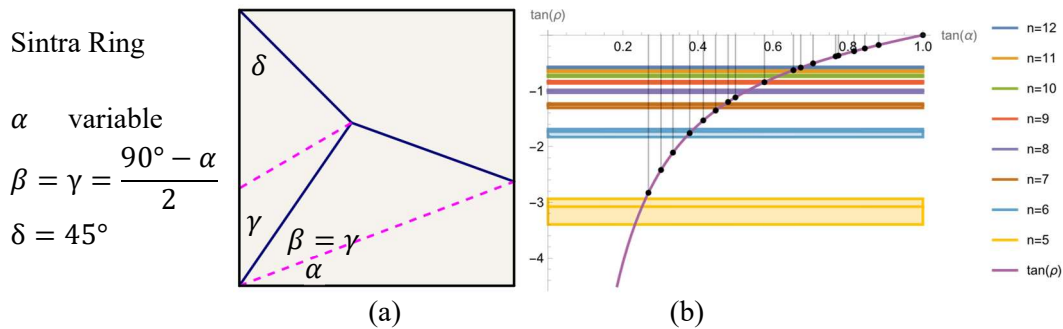 Sintra Ring
α variable
β = γ = (90° − α)/2
δ = 45°
δ
γ
β = γ
α
(a)
tan(ρ)
0.2 0.4 0.6 0.8 1.0 tan(α)
−1
−2
−3
−4
n=12
n=11
n=10
n=9
n=8
n=7
n=6
n=5
tan(ρ)
(b)